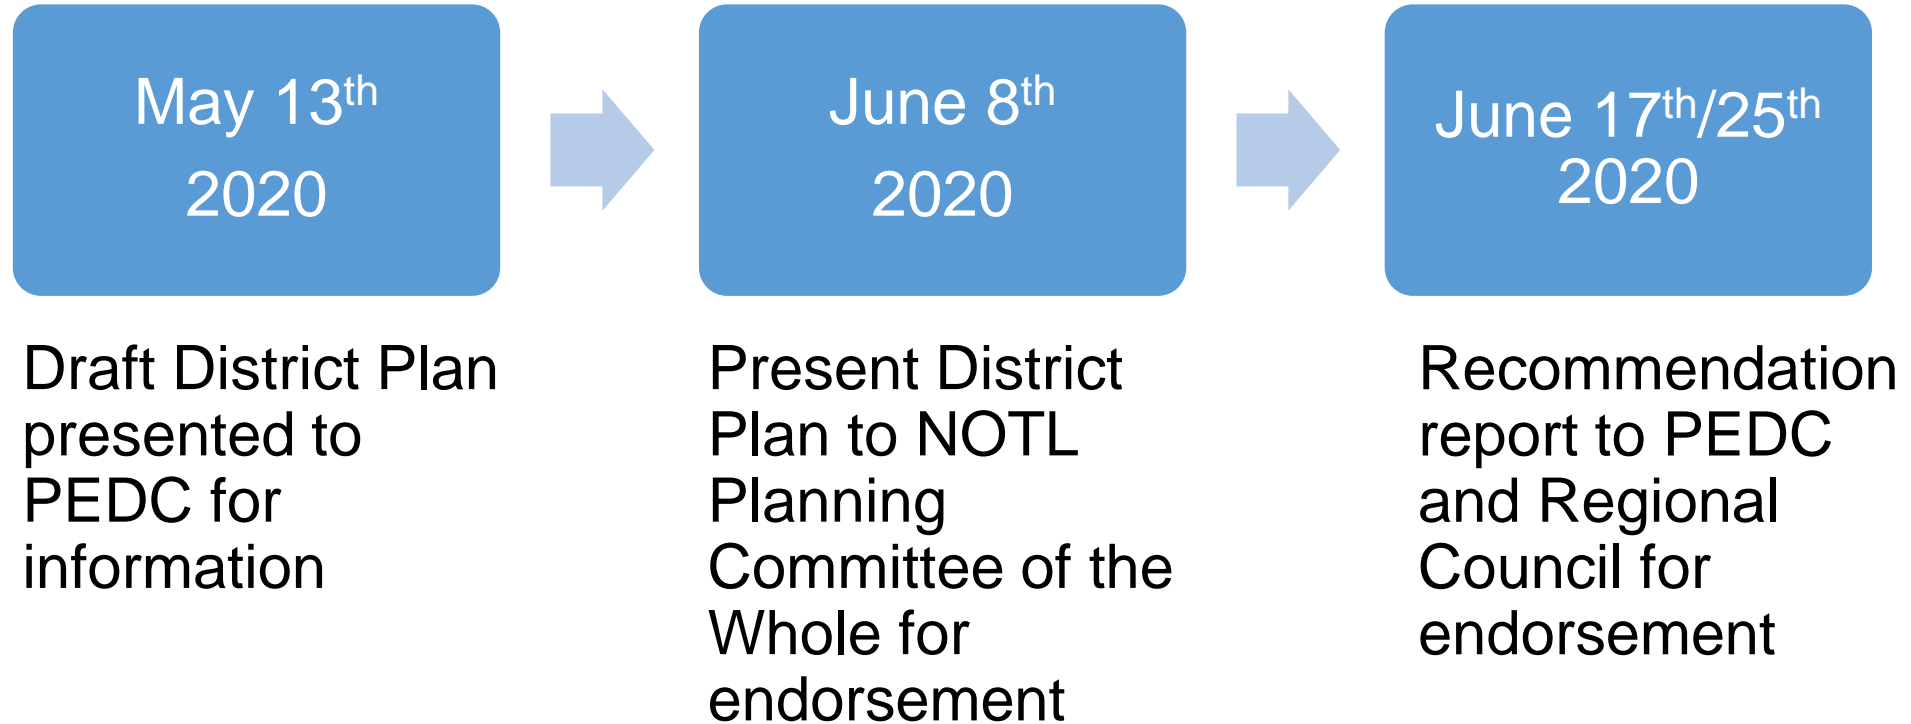 May 13th
2020
Draft District Plan
presented to
PEDC for
information
June 8th
2020
Present District
Plan to NOTL
Planning
Committee of the
Whole for
endorsement
June 17th/25th
2020
Recommendation
report to PEDC
and Regional
Council for
endorsement